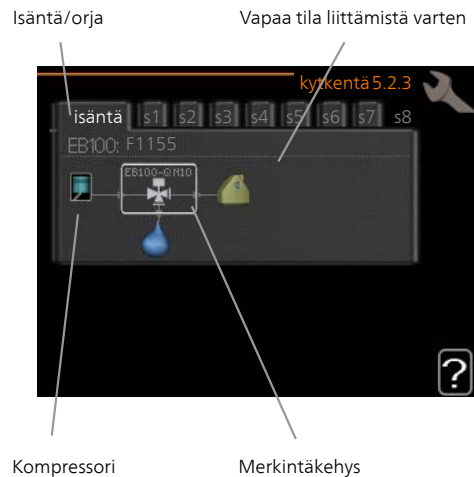 Isäntä/orja
Vapaa tila liittämistä varten
kytkentä 5.2.3
isäntä s1 s2 s3 s4 s5 s6 s7 s8
EB100: F1155
EB100-QN10
?
Kompressori
Merkintäkehys